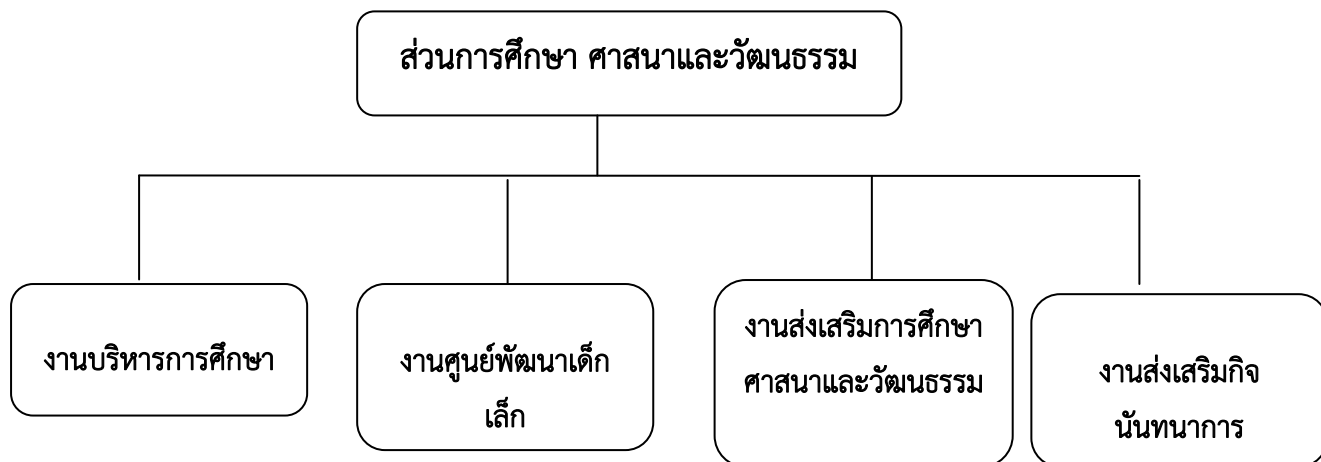 ส่วนการศึกษา ศาสนาและวัฒนธรรม
งานบริหารการศึกษา
งานศูนย์พัฒนาเด็ก
เล็ก
งานส่งเสริมการศึกษา
ศาสนาและวัฒนธรรม
งานส่งเสริมกิจ
นันทนาการ